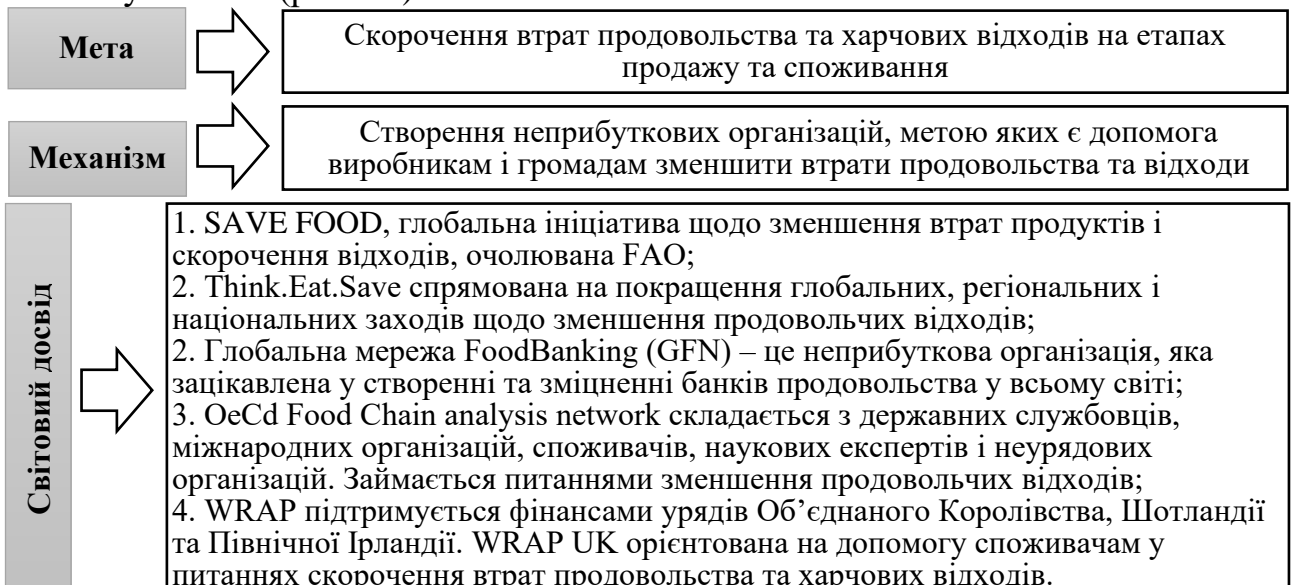 Мета
Скорочення втрат продовольства та харчових відходів на етапах
продажу та споживання
Механізм
Створення неприбуткових організацій, метою яких є допомога
виробникам і громадам зменшити втрати продовольства та відходи
Світовий досвід
1. SAVE FOOD, глобальна ініціатива щодо зменшення втрат продуктів і
скорочення відходів, очолювана FAO;
2. Think.Eat.Save спрямована на покращення глобальних, регіональних і
національних заходів щодо зменшення продовольчих відходів;
2. Глобальна мережа FoodBanking (GFN) – це неприбуткова організація, яка
зацікавлена у створенні та зміцненні банків продовольства у всьому світі;
3. OeCd Food Chain analysis network складається з державних службовців,
міжнародних організацій, споживачів, наукових експертів і неурядових
організацій. Займається питаннями зменшення продовольчих відходів;
4. WRAP підтримується фінансами урядів Об’єднаного Королівства, Шотландії
та Північної Ірландії. WRAP UK орієнтована на допомогу споживачам у
питаннях скорочення втрат продовольства та харчових відходів.